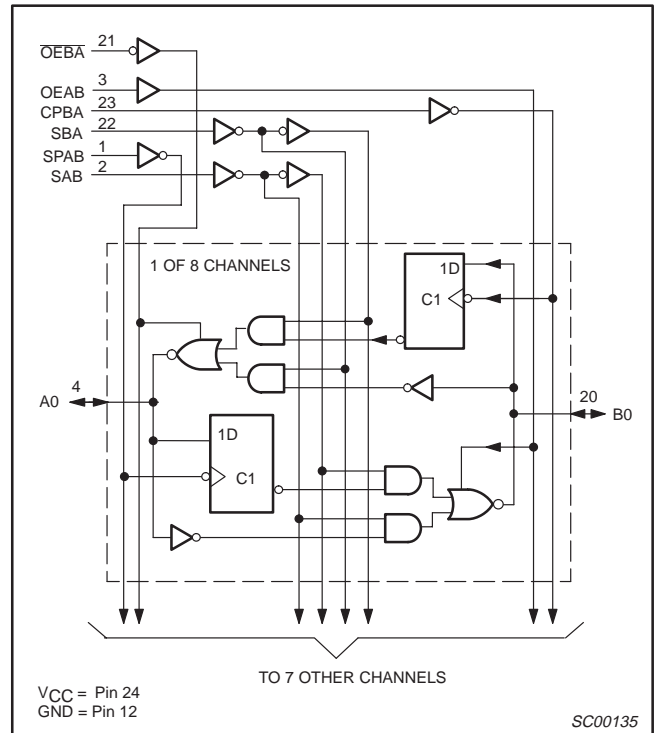 OEBA 21
OEAB 3
CPBA 23
SBA 22
SPAB 1
SAB 2
1 OF 8 CHANNELS
1D
C1
A0 4
20 B0
1D
C1
TO 7 OTHER CHANNELS
VCC = Pin 24
GND = Pin 12
SC00135